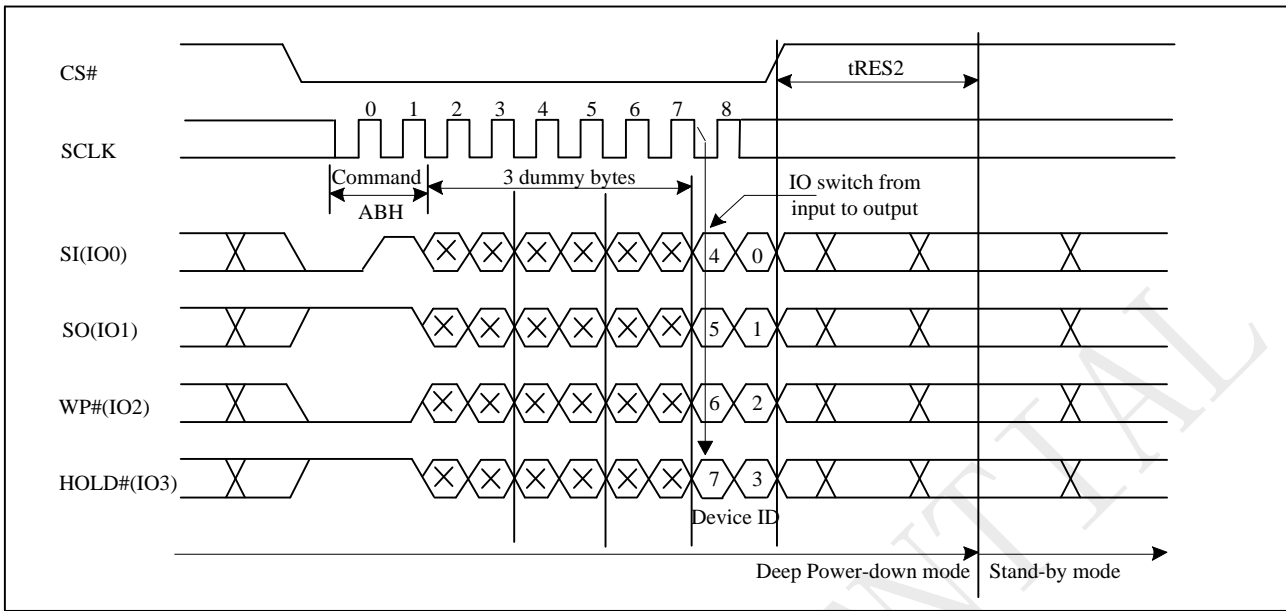 CS#
tRES2
0 1 2 3 4 5 6 7 8
SCLK
Command
ABH
3 dummy bytes
IO switch from
input to output
SI(IO0)
4 0
SO(IO1)
5 1
WP#(IO2)
6 2
HOLD#(IO3)
7 3
Device ID
Deep Power-down mode
Stand-by mode
NTIAL